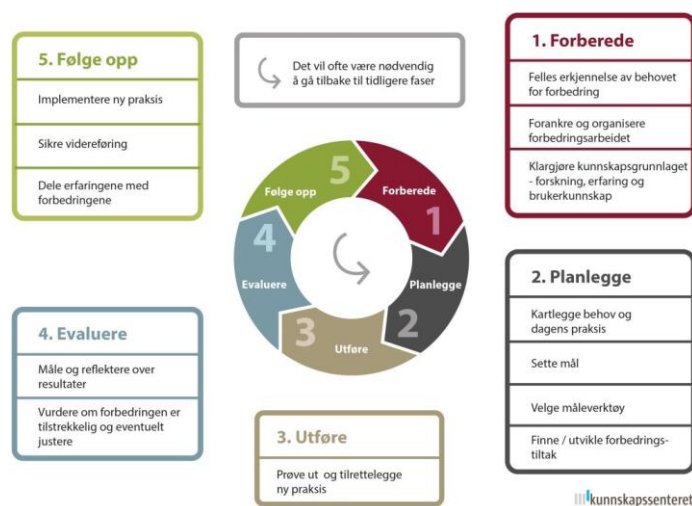 5. Følge opp
Implementere ny praksis
Sikre videreføring
Dele erfaringene med
forbedringene
Det vil ofte være nødvendig
å gå tilbake til tidligere faser
1. Forberede
Felles erkjennelse av behovet
for forbedring
Forankre og organisere
forbedringsarbeidet
Klargjøre kunnskapsgrunnlaget
- forskning, erfaring og
brukerkunnskap
5
Følge opp
Forberede
1
4
Evaluere
Planlegge
2
3
Utføre
2. Planlegge
Kartlegge behov og
dagens praksis
Sette mål
Velge måleverktøy
Finne / utvikle forbedrings-
tiltak
4. Evaluere
Måle og reflektere over
resultater
Vurdere om forbedringen er
tilstrekkelig og eventuelt
justere
3. Utføre
Prøve ut og tilrettelegge
ny praksis
kunnskapssenteret